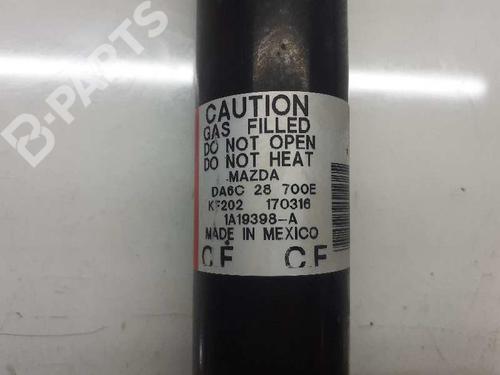 B-PARTS
CAUTION
GAS FILLED
DO NOT OPEN
DO NOT HEAT
MAZDA
DA6C 28 700E
KF202 170316
1A19398-A
MADE IN MEXICO
CF CF